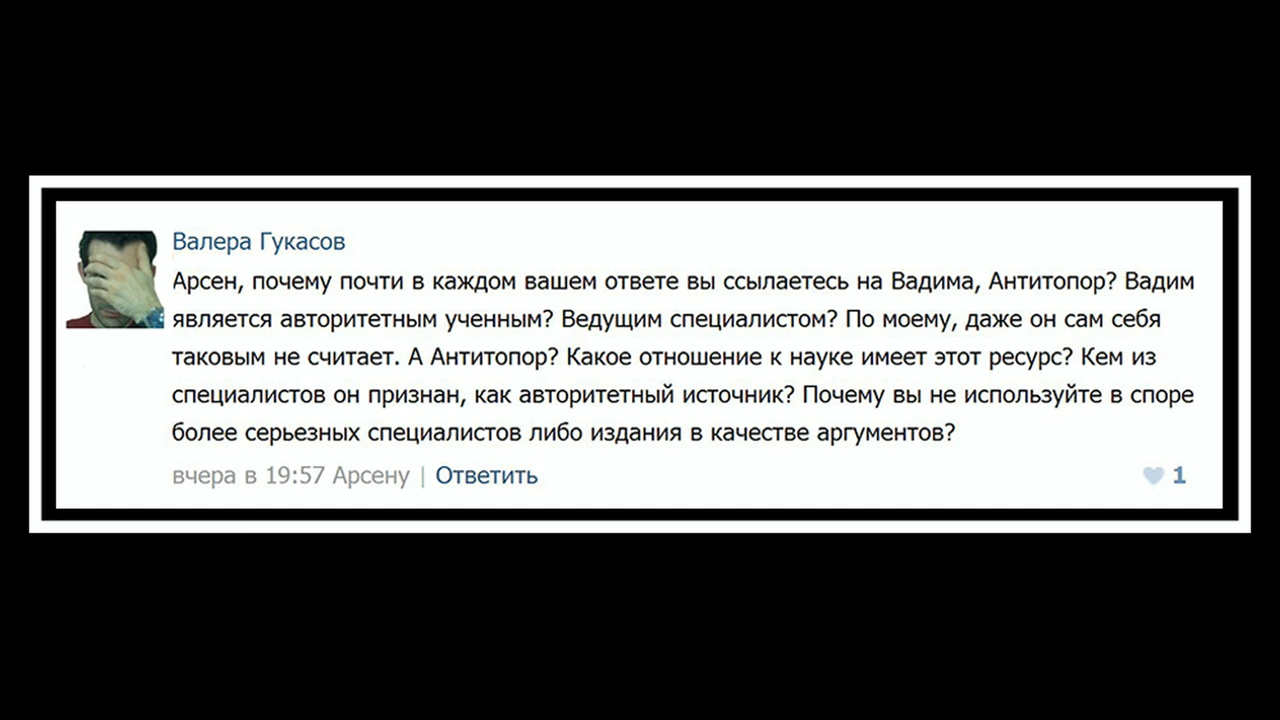 Валера Гукасов
Арсен, почему почти в каждом вашем ответе вы ссылаетесь на Вадима, Антитопор? Вадим
является авторитетным ученным? Ведущим специалистом? По моему, даже он сам себя
таковым не считает. А Антитопор? Какое отношение к науке имеет этот ресурс? Кем из
специалистов он признан, как авторитетный источник? Почему вы не используйте в споре
более серьезных специалистов либо издания в качестве аргументов?
вчера в 19:57 Арсену | Ответить 1